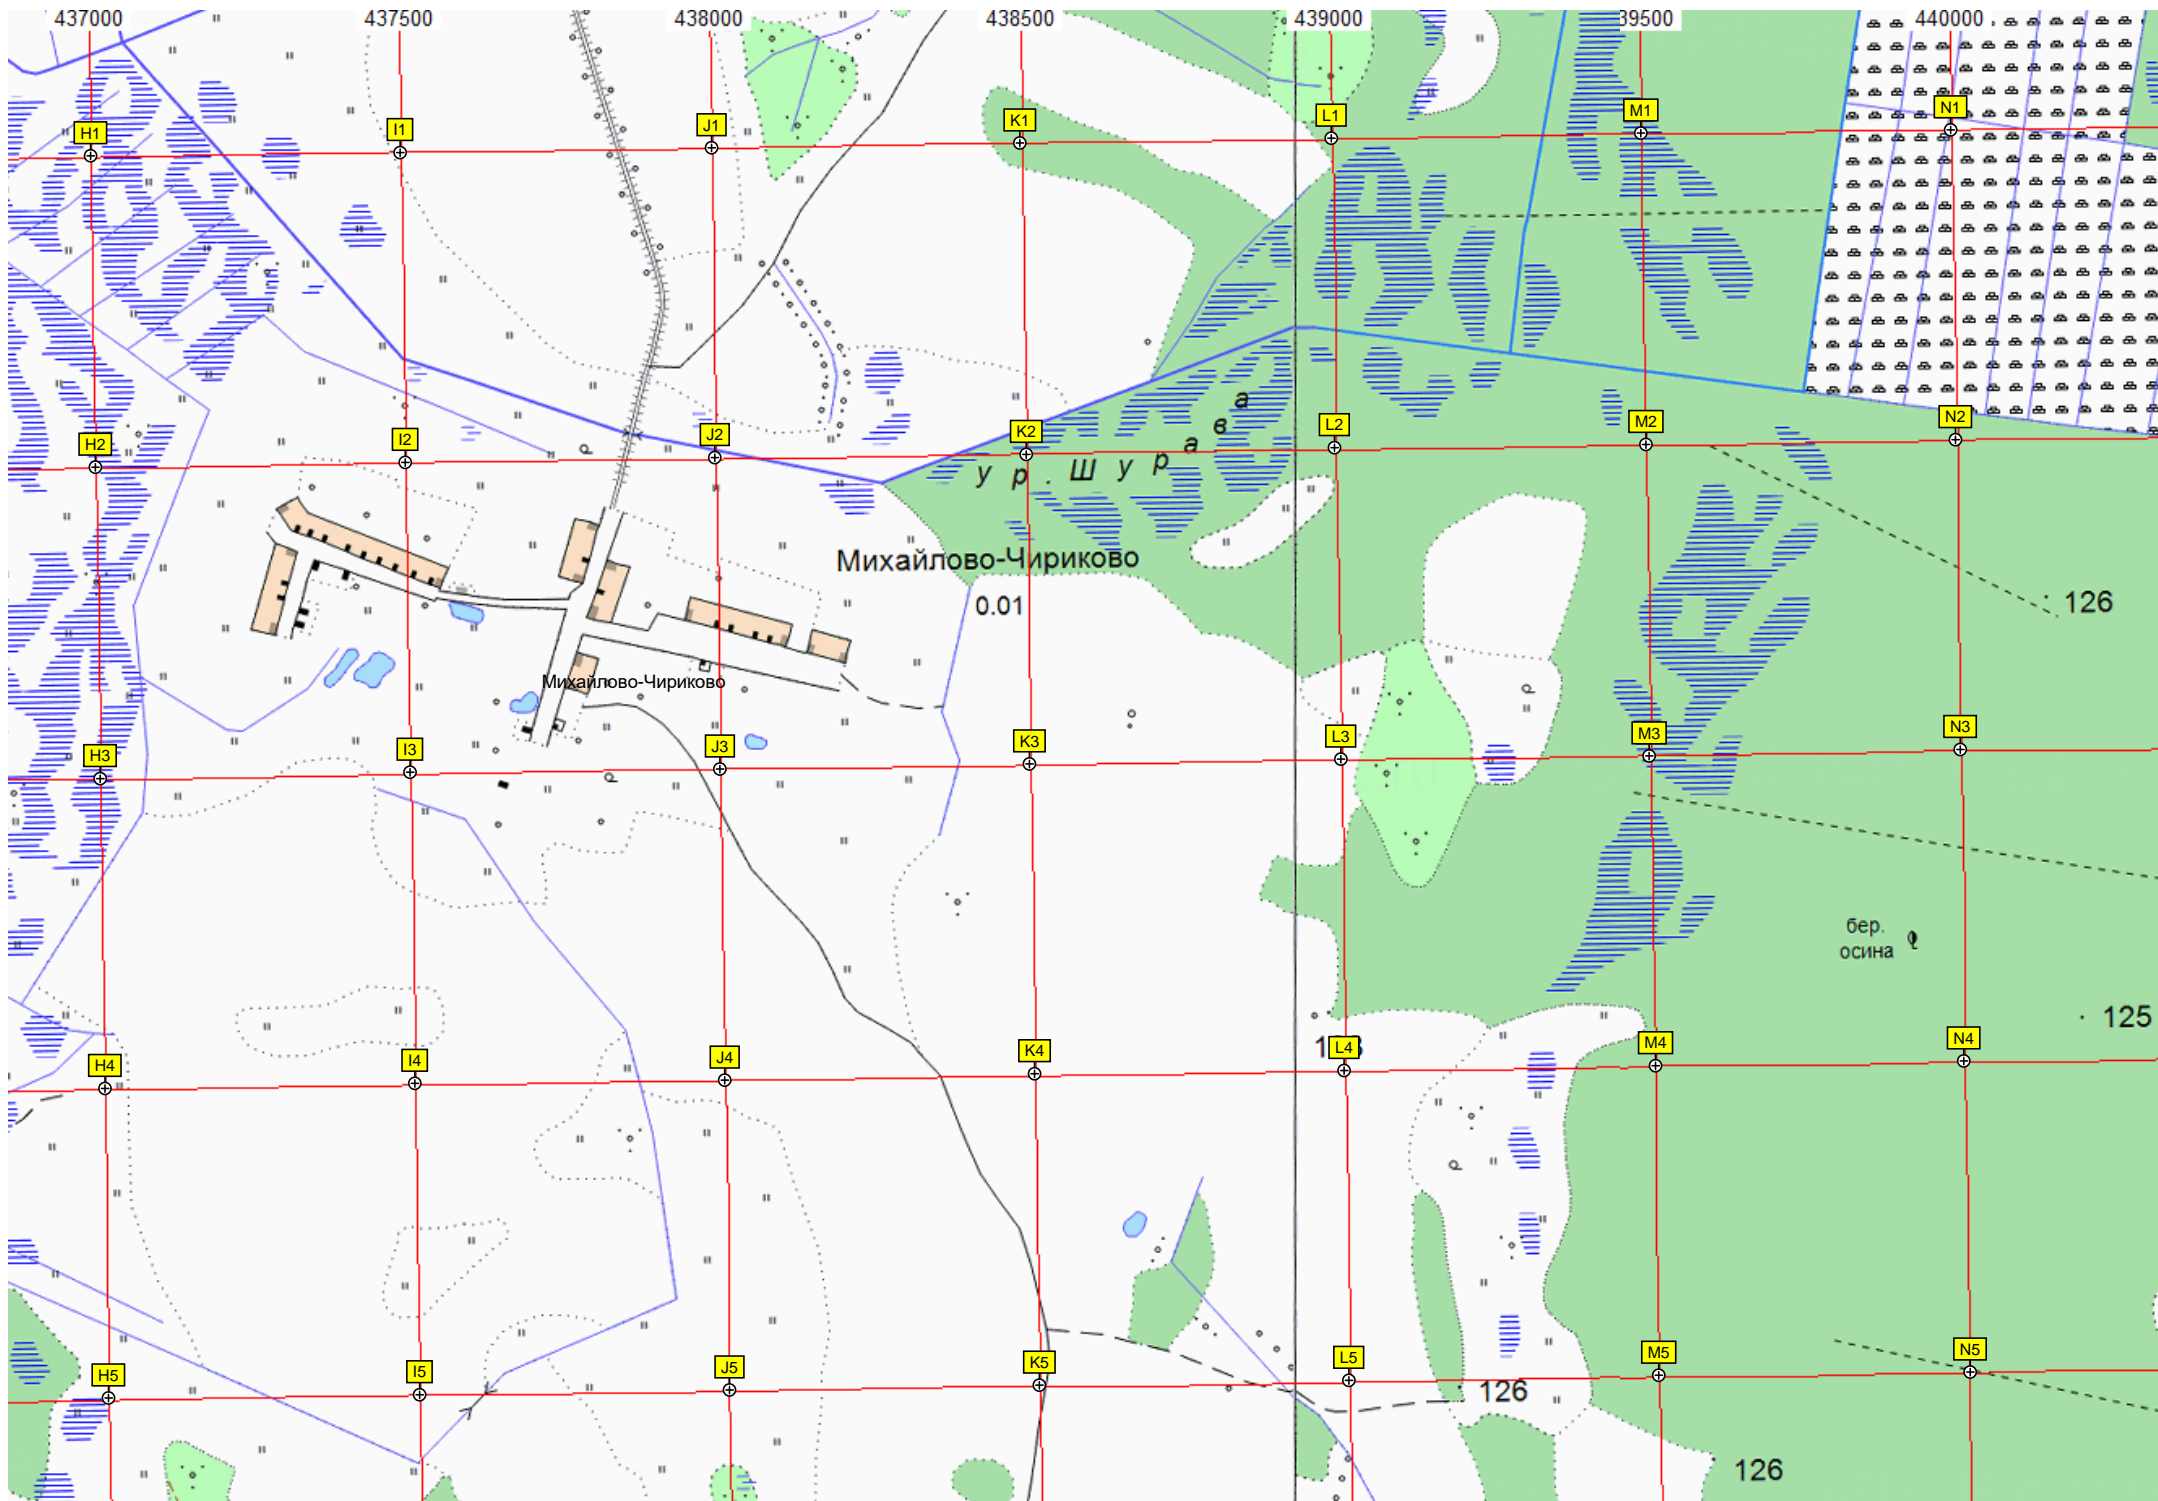 437000 437500 438000 438500 439000 39500 440000
H1 I1 J1 K1 L1 M1 N1
H2 I2 J2 K2 L2 M2 N2
ур. Шурава
Михайлово-Чириково
0.01
126
Михайлово-Чириково
H3 I3 J3 K3 L3 M3 N3
бер.
осина
125
H4 I4 J4 K4 L4 M4 N4
H5 I5 J5 K5 L5 M5 N5
126
126